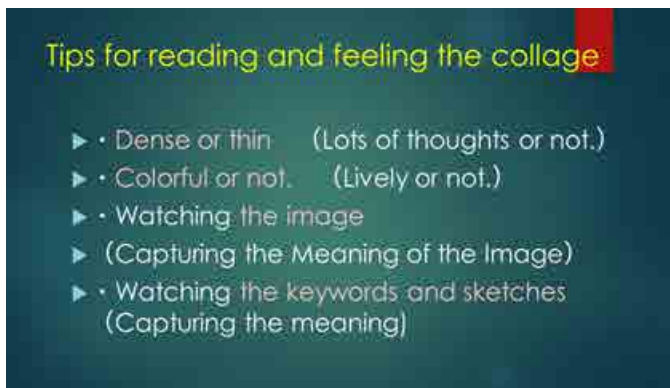 Tips for reading and feeling the collage
・Dense or thin (Lots of thoughts or not.)
・Colorful or not. (Lively or not.)
・Watching the image
(Capturing the Meaning of the Image)
・Watching the keywords and sketches
(Capturing the meaning)